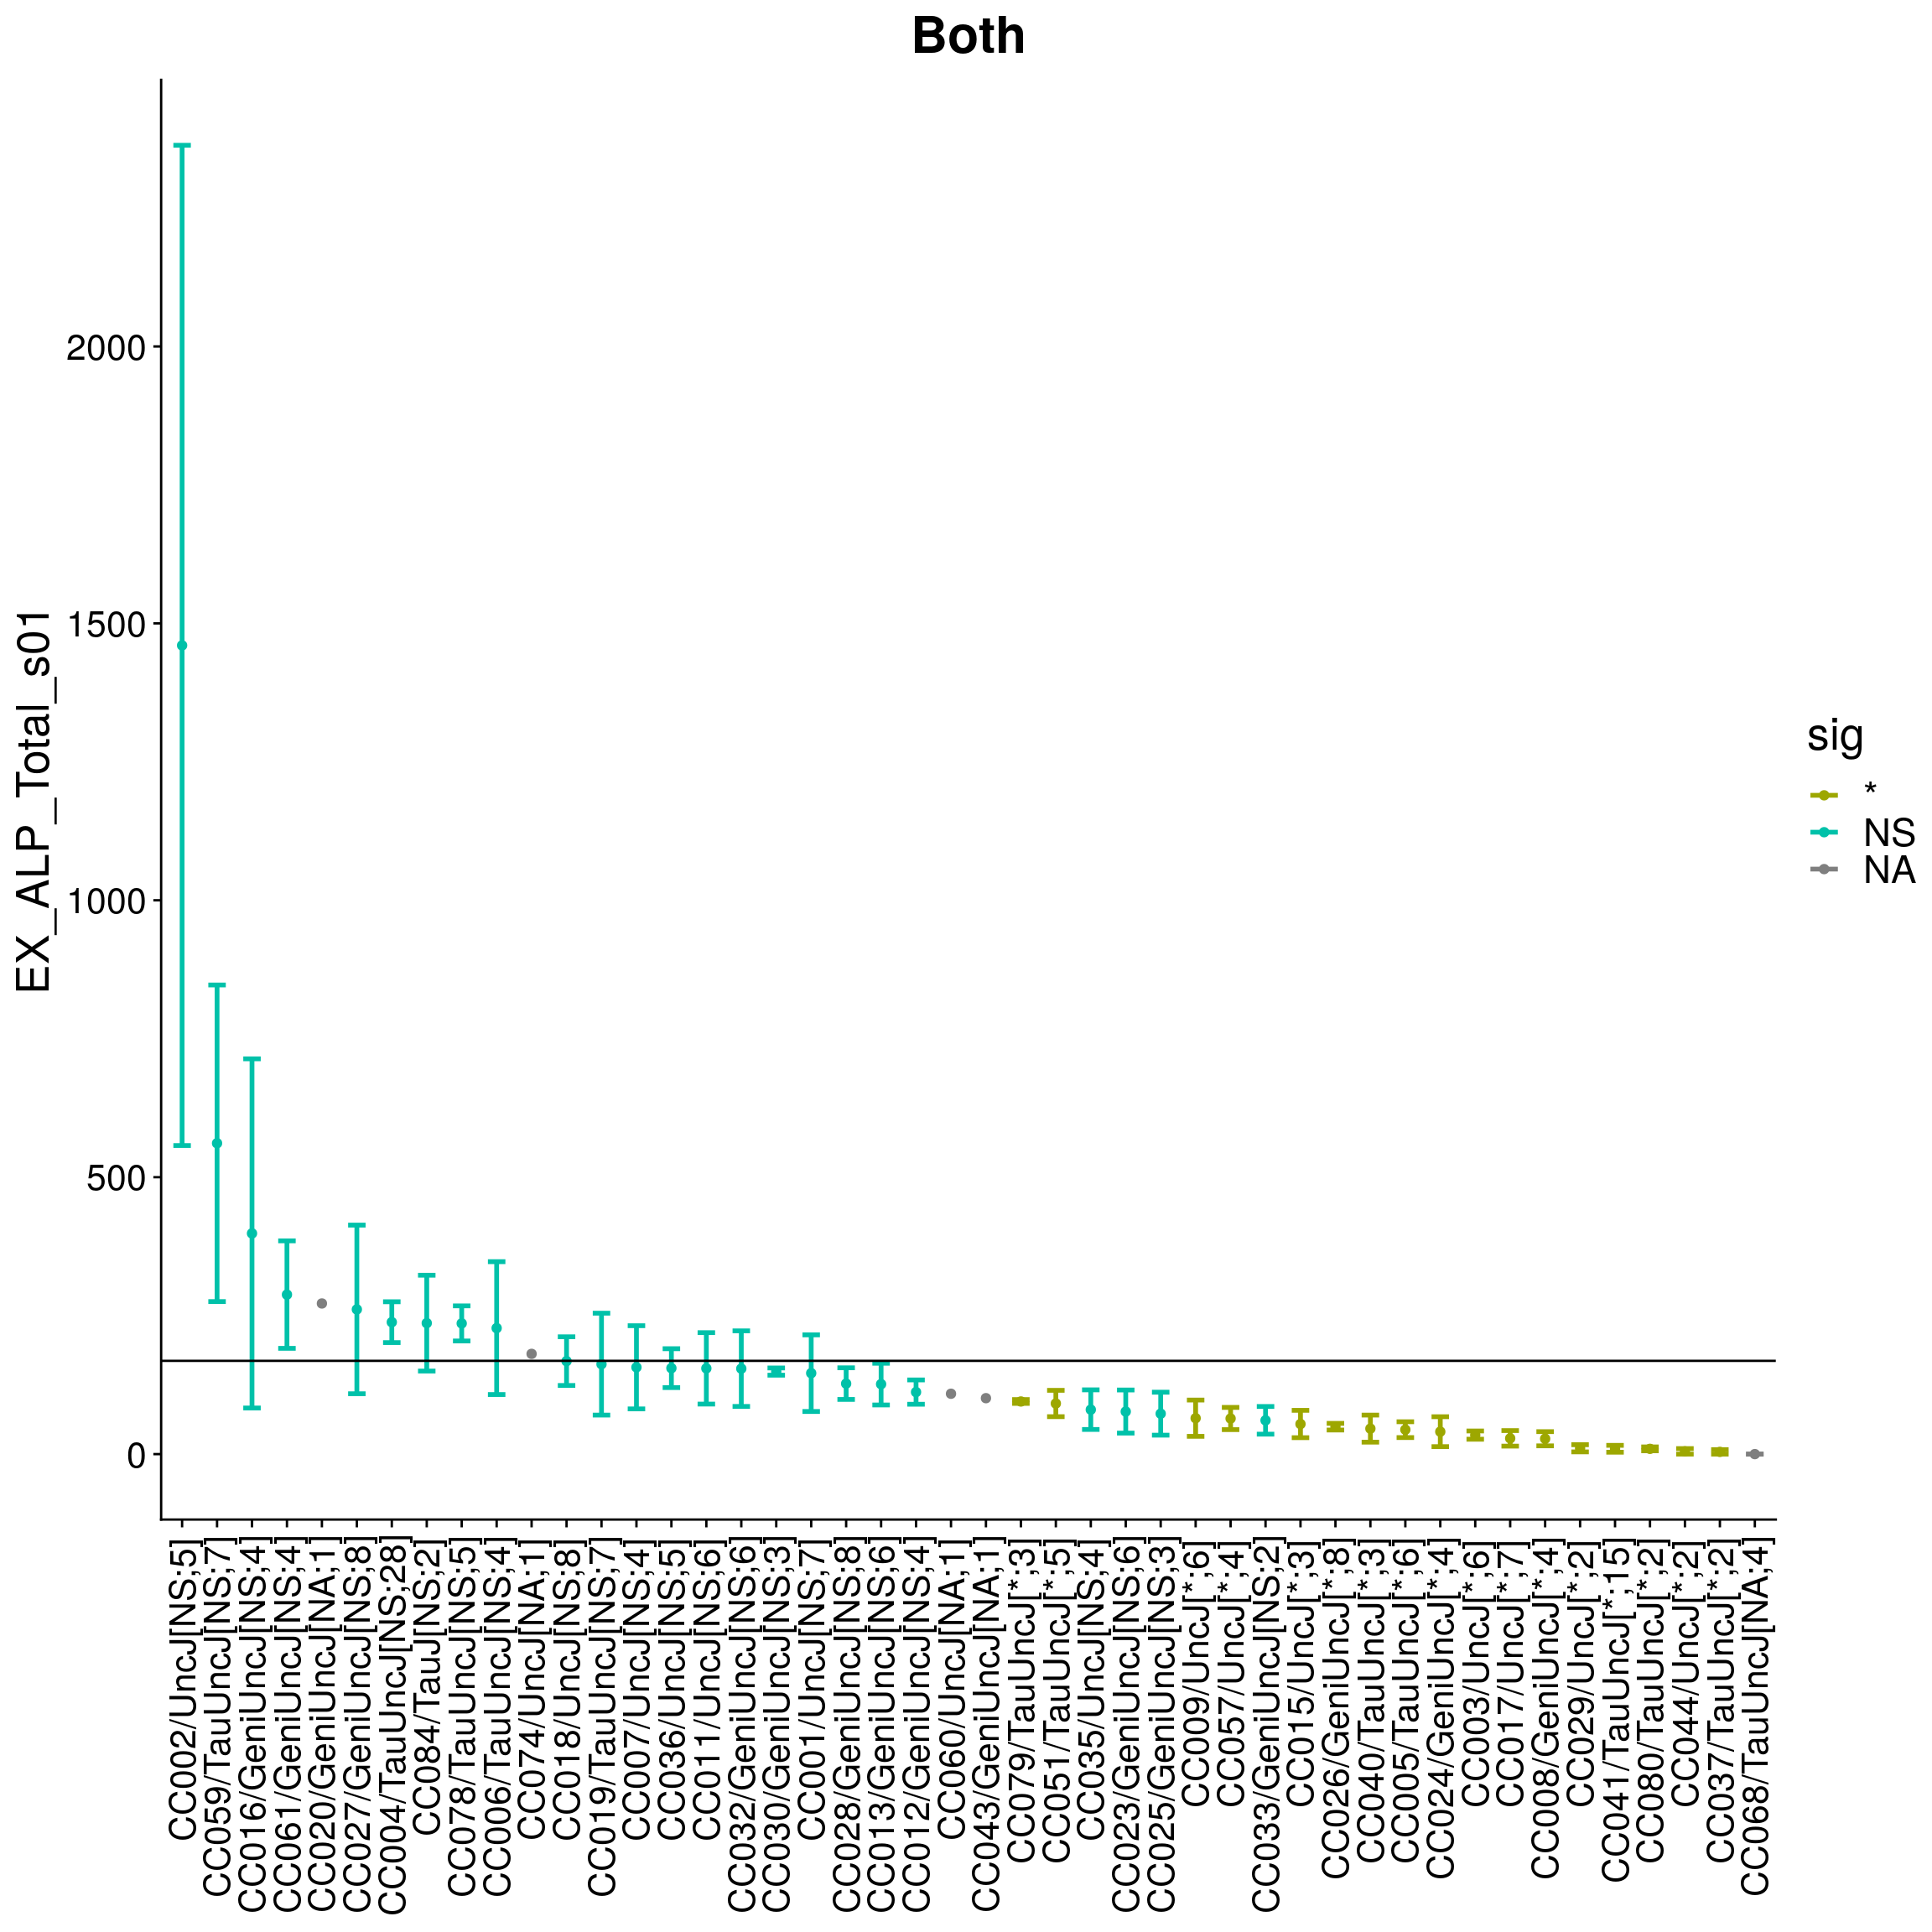 Both
EX_ALP_Total_s01
2000
1500
1000
500
0
CC002/UncJ[NS;5]
CC059/TauUncJ[NS;7]
CC016/GeniUncJ[NS;4]
CC061/GeniUncJ[NS;4]
CC020/GeniUncJ[NA;1]
CC027/GeniUncJ[NS;8]
CC004/TauUncJ[NS;28]
CC084/TauJ[NS;2]
CC078/TauUncJ[NS;5]
CC006/TauUncJ[NS;4]
CC074/UncJ[NA;1]
CC018/UncJ[NS;8]
CC019/TauUncJ[NS;7]
CC007/UncJ[NS;4]
CC036/UncJ[NS;5]
CC011/UncJ[NS;6]
CC032/GeniUncJ[NS;6]
CC030/GeniUncJ[NS;3]
CC001/UncJ[NS;7]
CC028/GeniUncJ[NS;8]
CC013/GeniUncJ[NS;6]
CC012/GeniUncJ[NS;4]
CC060/UncJ[NA;1]
CC043/GeniUncJ[NA;1]
CC079/TauUncJ[*;3]
CC051/TauUncJ[*;5]
CC035/UncJ[NS;4]
CC023/GeniUncJ[NS;6]
CC025/GeniUncJ[NS;3]
CC009/UncJ[*;6]
CC057/UncJ[*;4]
CC033/GeniUncJ[NS;2]
CC015/UncJ[*;3]
CC026/GeniUncJ[*;8]
CC040/TauUncJ[*;3]
CC005/TauUncJ[*;6]
CC024/GeniUncJ[*;4]
CC003/UncJ[*;6]
CC017/UncJ[*;7]
CC008/GeniUncJ[*;4]
CC029/UncJ[*;2]
CC041/TauUncJ[*;15]
CC080/TauUncJ[*;2]
CC044/UncJ[*;2]
CC037/TauUncJ[*;2]
CC068/TauUncJ[NA;4]
sig
*
NS
NA